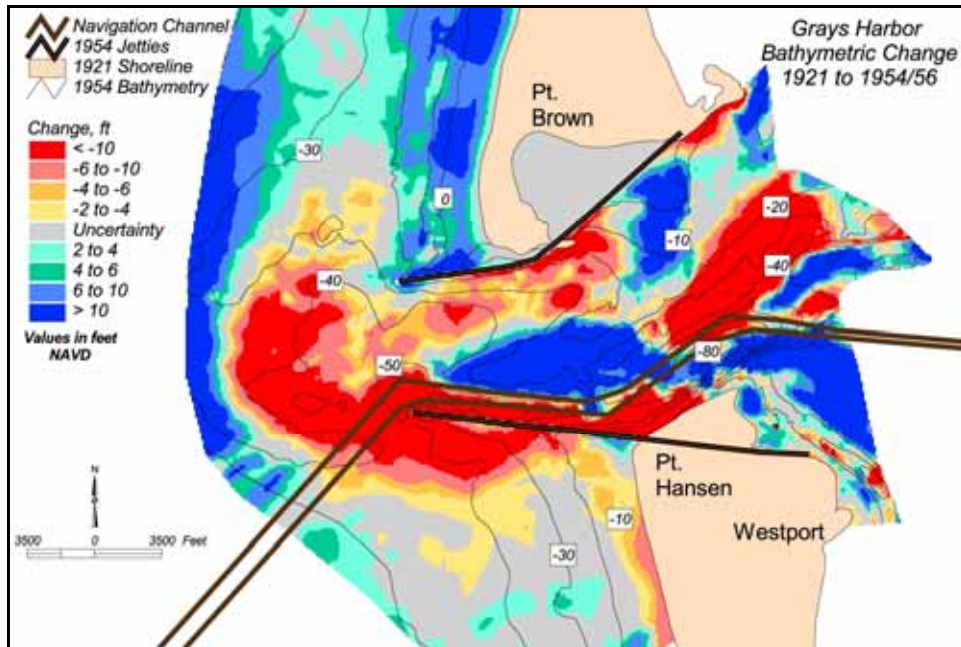 Navigation Channel
1954 Jetties
1921 Shoreline
1954 Bathymetry
Change, ft
< -10
-6 to -10
-4 to -6
-2 to -4
Uncertainty
2 to 4
4 to 6
6 to 10
> 10
Values in feet
NAVD
Grays Harbor
Bathymetric Change
1921 to 1954/56
Pt.
Brown
-30
0
-20
-10
-40
-40
-50
-80
Pt.
Hansen
-10
Westport
-30
N
3500 0 3500 Feet